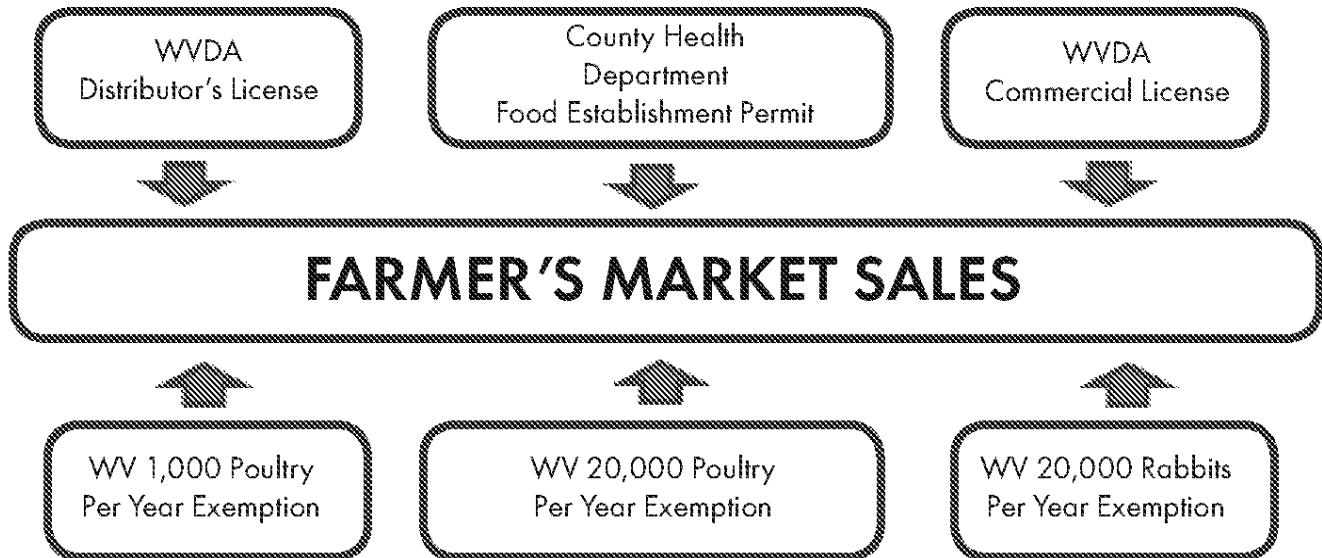 WVDA
Distributor's License
County Health
Department
Food Establishment Permit
WVDA
Commercial License
FARMER'S MARKET SALES
WV 1,000 Poultry
Per Year Exemption
WV 20,000 Poultry
Per Year Exemption
WV 20,000 Rabbits
Per Year Exemption